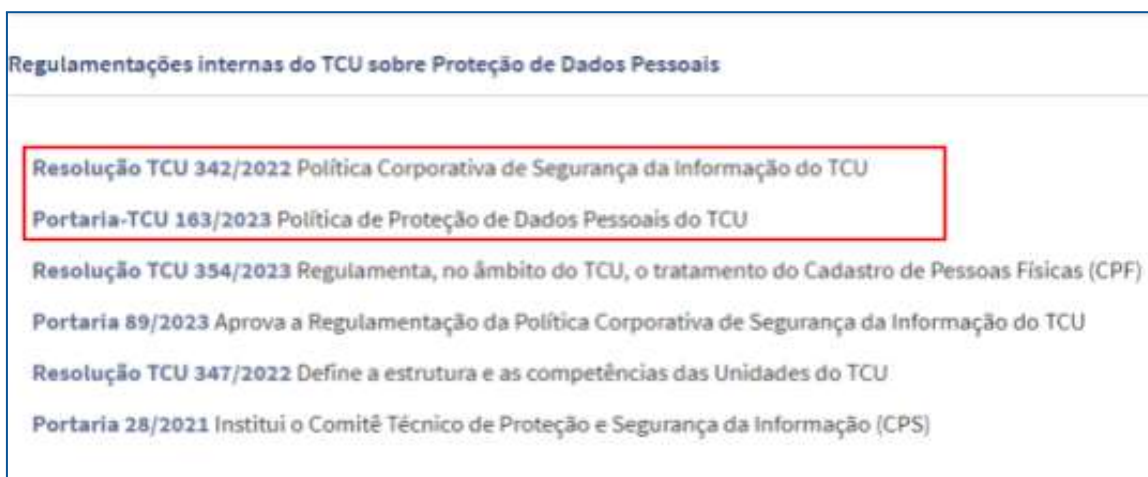 Regulamentações internas do TCU sobre Proteção de Dados Pessoais
Resolução TCU 342/2022 Política Corporativa de Segurança da Informação do TCU
Portaria-TCU 163/2023 Política de Proteção de Dados Pessoais do TCU
Resolução TCU 354/2023 Regulamenta, no âmbito do TCU, o tratamento do Cadastro de Pessoas Físicas (CPF)
Portaria 89/2023 Aprova a Regulamentação da Política Corporativa de Segurança da Informação do TCU
Resolução TCU 347/2022 Define a estrutura e as competências das Unidades do TCU
Portaria 28/2021 Institui o Comitê Técnico de Proteção e Segurança da Informação (CPS)